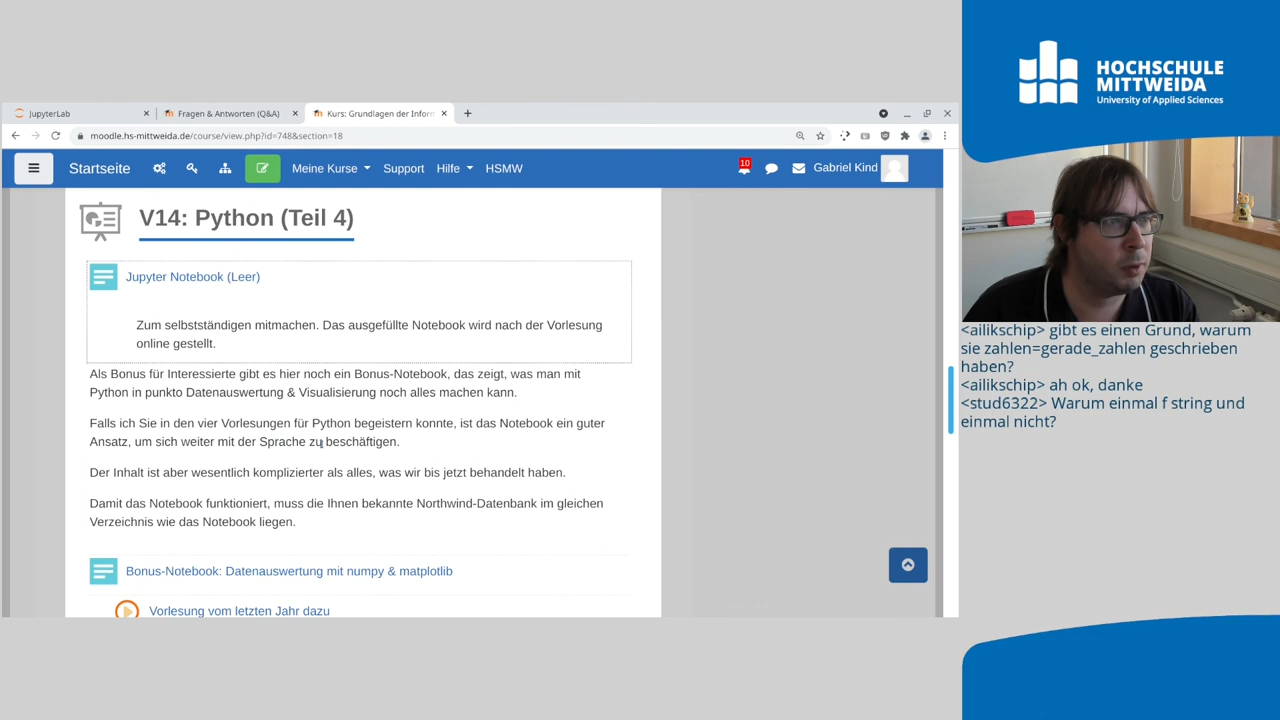 JupyterLab
Fragen & Antworten (Q&A)
Kurs: Grundlagen der Inform
moodle.hs-mittweida.de/course/view.php?id=748&section=18
Startseite
Meine Kurse
Support
Hilfe
HSMW
10
Gabriel Kind
V14: Python (Teil 4)
Jupyter Notebook (Leer)
Zum selbstständigen mitmachen. Das ausgefüllte Notebook wird nach der Vorlesung
online gestellt.
Als Bonus für Interessierte gibt es hier noch ein Bonus-Notebook, das zeigt, was man mit
Python in punkto Datenauswertung & Visualisierung noch alles machen kann.
Falls ich Sie in den vier Vorlesungen für Python begeistern konnte, ist das Notebook ein guter
Ansatz, um sich weiter mit der Sprache zu beschäftigen.
Der Inhalt ist aber wesentlich komplizierter als alles, was wir bis jetzt behandelt haben.
Damit das Notebook funktioniert, muss die Ihnen bekannte Northwind-Datenbank im gleichen
Verzeichnis wie das Notebook liegen.
Bonus-Notebook: Datenauswertung mit numpy & matplotlib
Vorlesung vom letzten Jahr dazu
HOCHSCHULE
MITTWEIDA
University of Applied Sciences
<ailikschip> gibt es einen Grund, warum
sie zahlen=gerade_zahlen geschrieben
haben?
<ailikschip> ah ok, danke
<stud6322> Warum einmal f string und
einmal nicht?